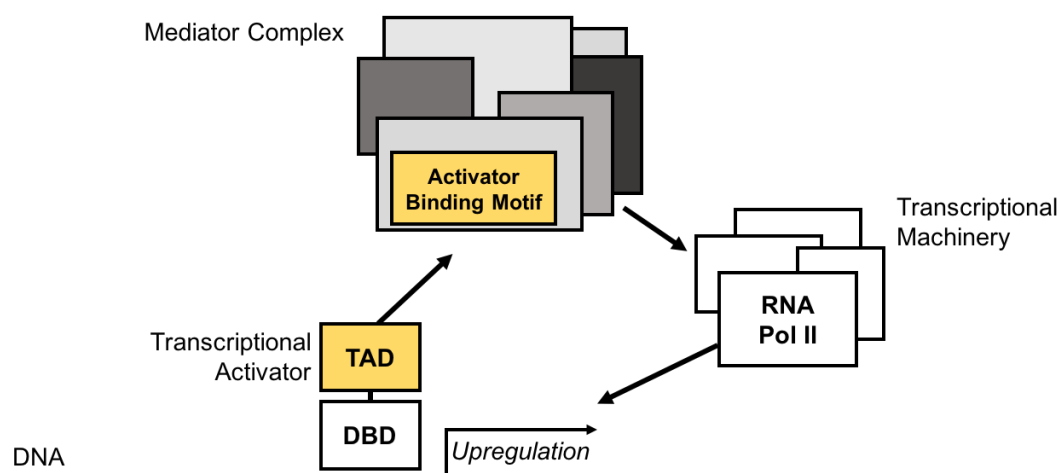 Mediator Complex
Activator
Binding Motif
Transcriptional
Machinery
RNA
Pol II
Transcriptional
Activator
TAD
DBD
Upregulation
DNA